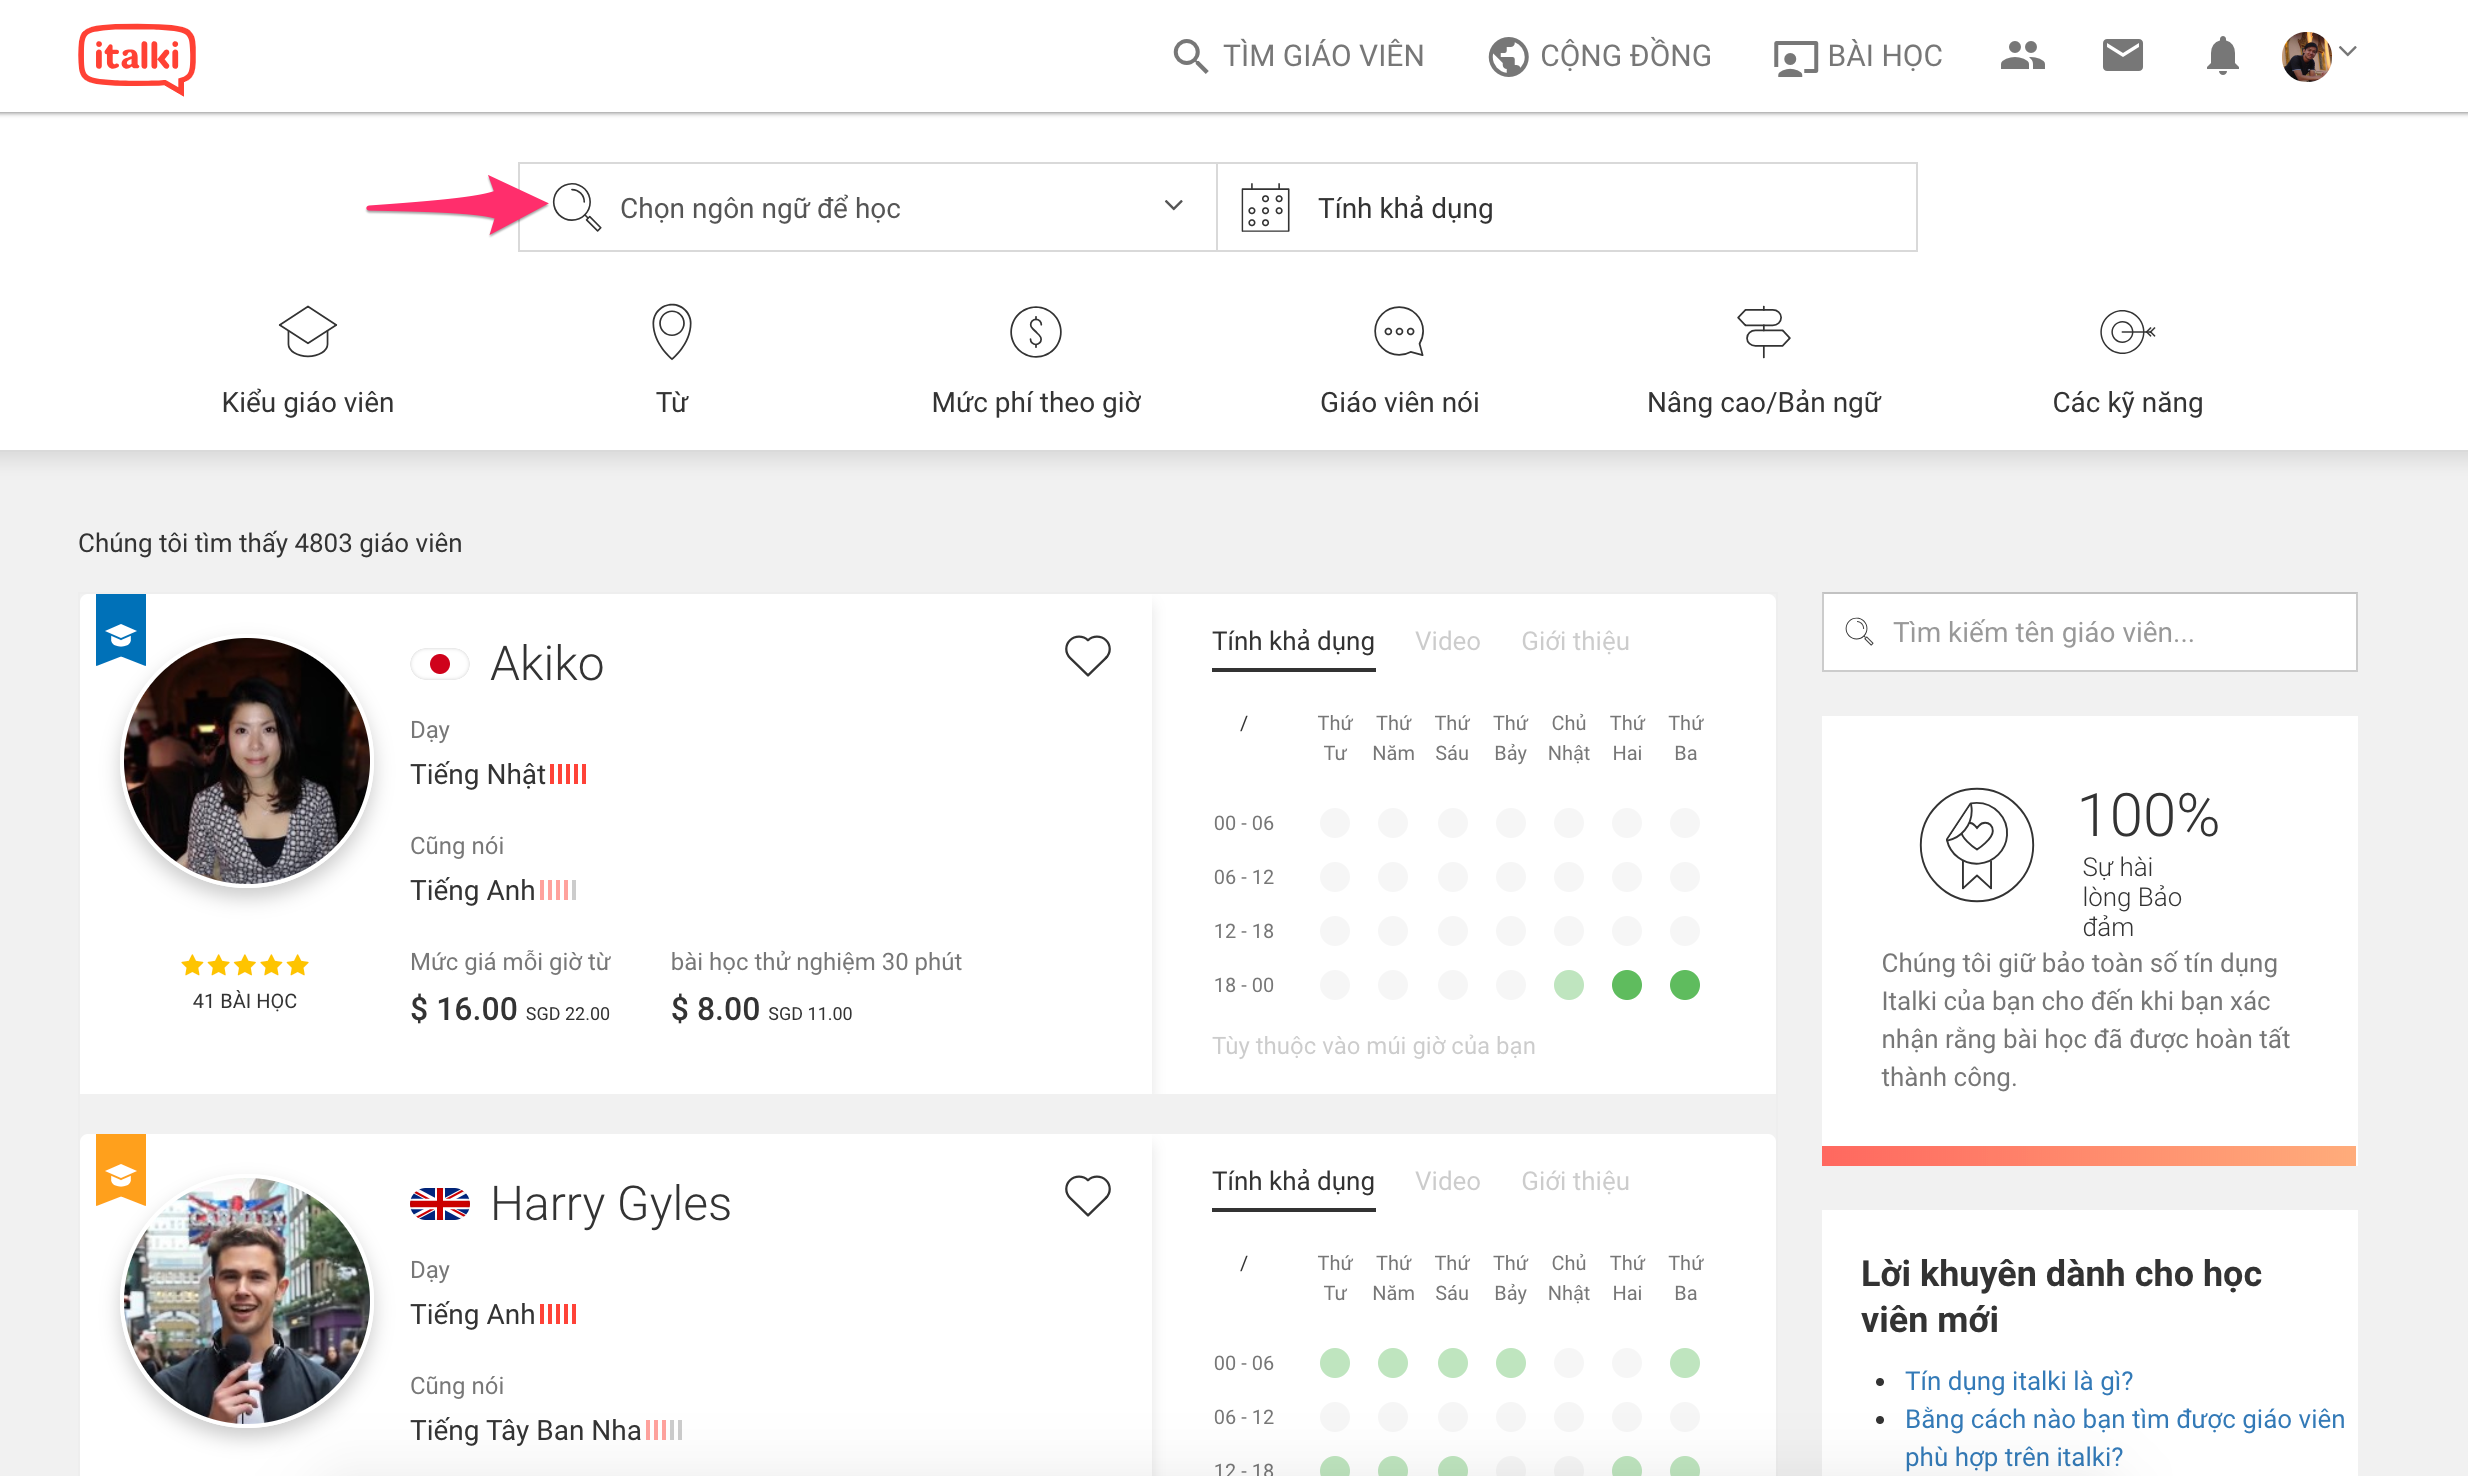 italki
TÌM GIÁO VIÊN
CỘNG ĐỒNG
BÀI HỌC
Chọn ngôn ngữ để học
Tính khả dụng
Kiểu giáo viên
Từ
Mức phí theo giờ
Giáo viên nói
Nâng cao/Bản ngữ
Các kỹ năng
Chúng tôi tìm thấy 4803 giáo viên
Akiko
Dạy
Tiếng Nhật
Cũng nói
Tiếng Anh
41 BÀI HỌC
Mức giá mỗi giờ từ
$ 16.00 SGD 22.00
bài học thử nghiệm 30 phút
$ 8.00 SGD 11.00
Tính khả dụng Video Giới thiệu
/ Thứ Tư Thứ Năm Thứ Sáu Thứ Bảy Chủ Nhật Thứ Hai Thứ Ba
00 - 06
06 - 12
12 - 18
18 - 00
Tùy thuộc vào múi giờ của bạn
Tìm kiếm tên giáo viên...
100%
Sự hài
lòng Bảo
đảm
Chúng tôi giữ bảo toàn số tín dụng
Italki của bạn cho đến khi bạn xác
nhận rằng bài học đã được hoàn tất
thành công.
Harry Gyles
Dạy
Tiếng Anh
Cũng nói
Tiếng Tây Ban Nha
Tính khả dụng Video Giới thiệu
/ Thứ Tư Thứ Năm Thứ Sáu Thứ Bảy Chủ Nhật Thứ Hai Thứ Ba
00 - 06
06 - 12
12 - 18
Lời khuyên dành cho học
viên mới
Tín dụng italki là gì?
Bằng cách nào bạn tìm được giáo viên
phù hợp trên italki?